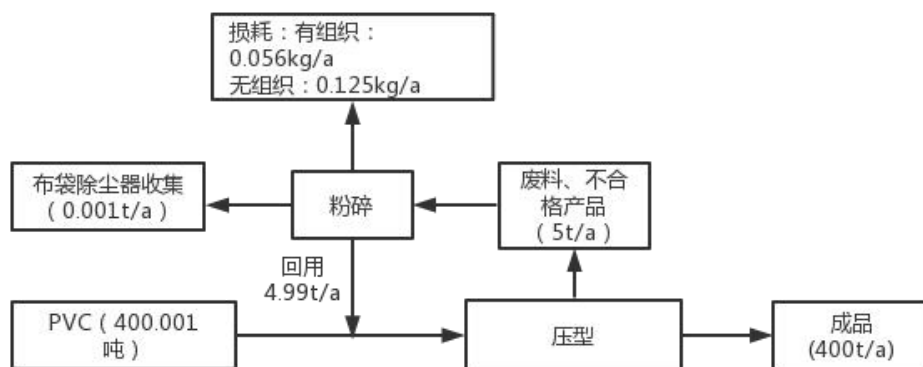 损耗：有组织：
0.056kg/a
无组织：0.125kg/a
布袋除尘器收集
（0.001t/a）
粉碎
废料、不合
格产品
（5t/a）
回用
4.99t/a
PVC（400.001
吨）
压型
成品
(400t/a)